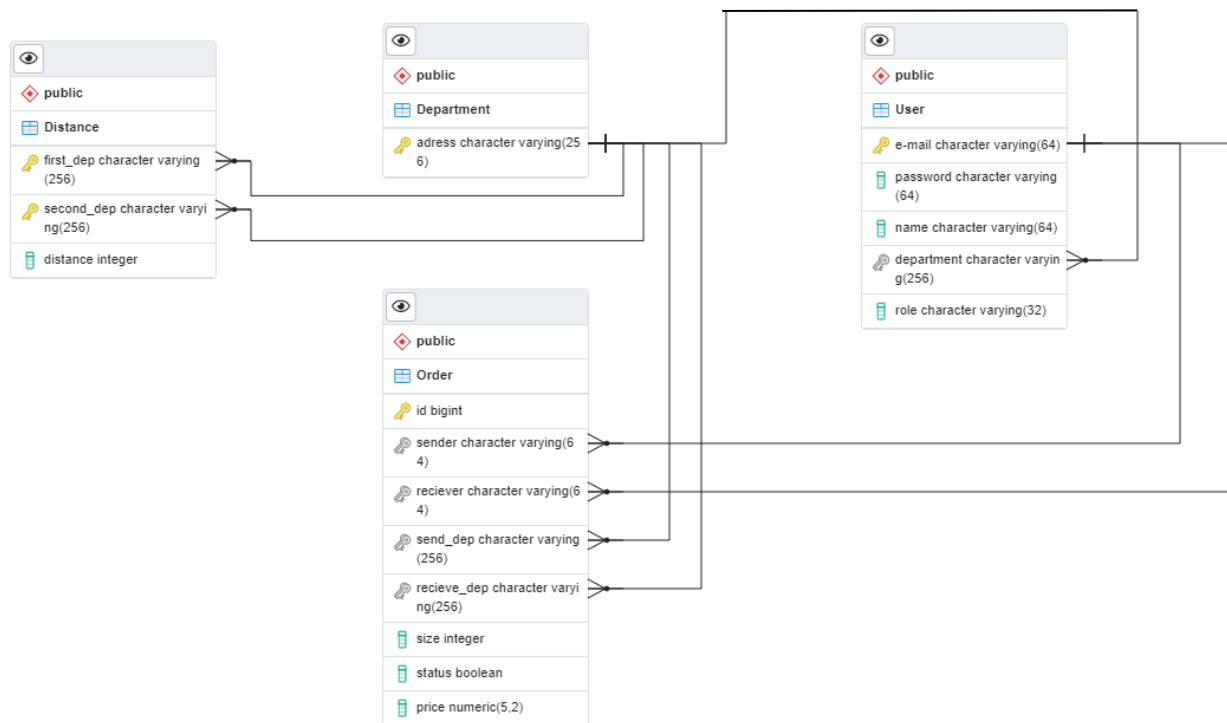 public
Distance
first_dep character varying
(256)
second_dep character varyi
ng(256)
distance integer
public
Department
adress character varying(25
6)
public
User
e-mail character varying(64)
password character varying
(64)
name character varying(64)
department character varyin
g(256)
role character varying(32)
public
Order
id bigint
sender character varying(6
4)
reciever character varying(6
4)
send_dep character varying
(256)
recieve_dep character varyi
ng(256)
size integer
status boolean
price numeric(5,2)